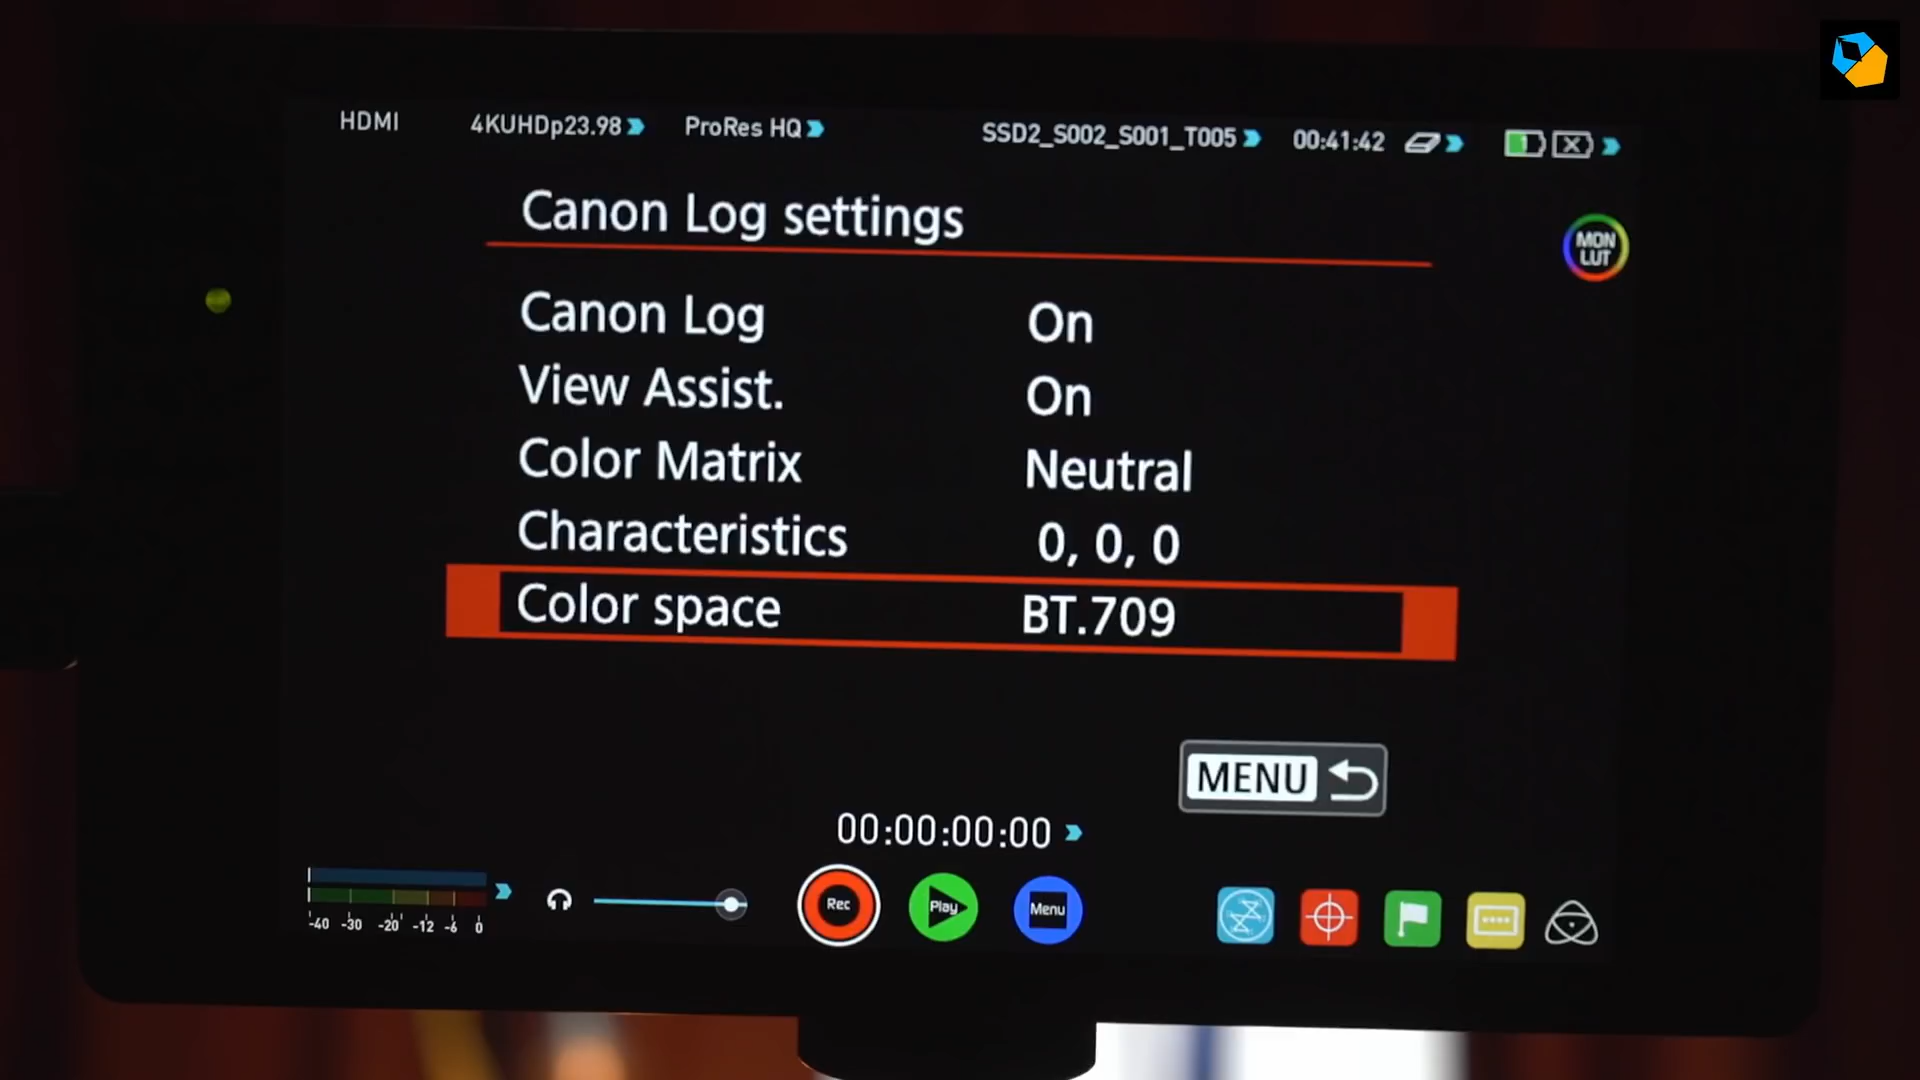 HDMI 4KUHDp23.98 ProRes HQ SSD2_S002_S001_T005 00:41:42 1 X
Canon Log settings
MON
LUT
Canon Log On
View Assist. On
Color Matrix Neutral
Characteristics 0, 0, 0
Color space BT.709
MENU
00:00:00:00
Rec Play Menu
-40 -30 -20 -12 -6 0